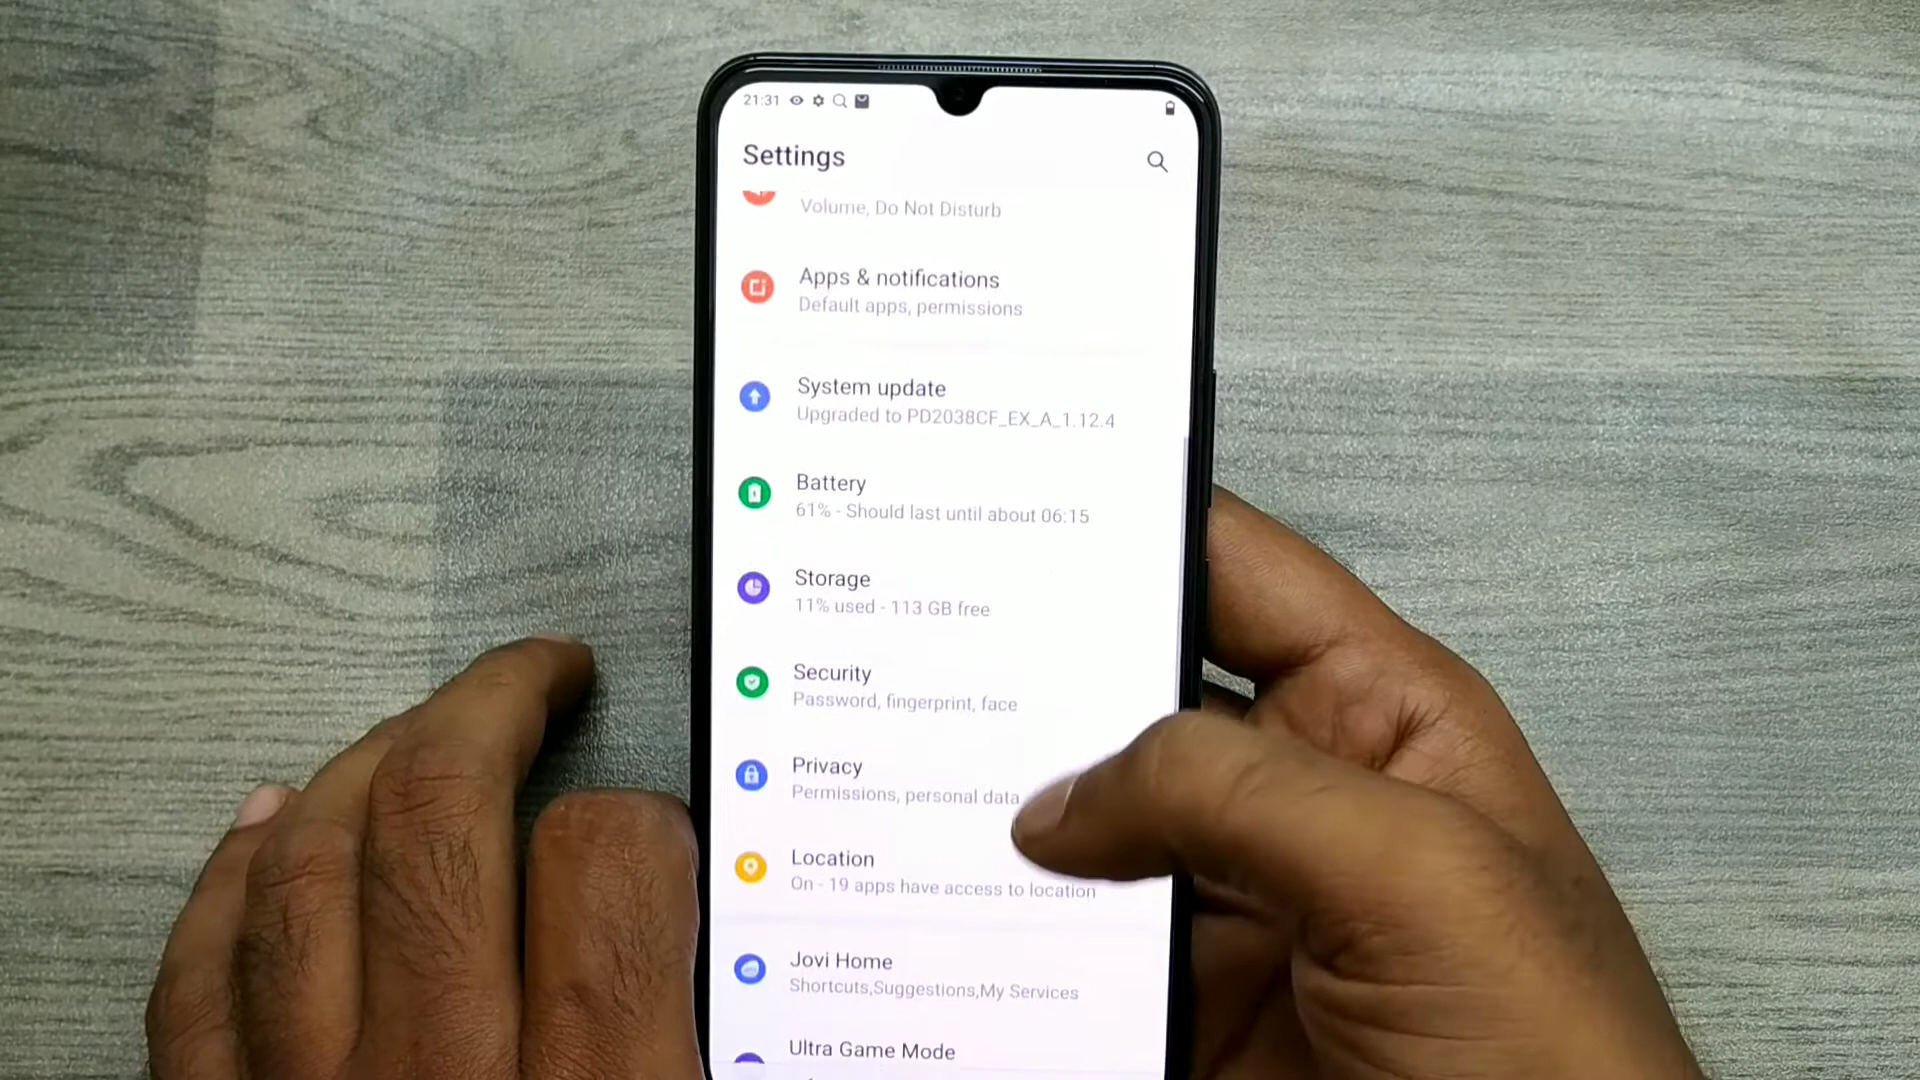 21:31
Settings
Volume, Do Not Disturb
Apps & notifications
Default apps, permissions
System update
Upgraded to PD2038CF_EX_A_1.12.4
Battery
61% - Should last until about 06:15
Storage
11% used - 113 GB free
Security
Password, fingerprint, face
Privacy
Permissions, personal data
Location
On - 19 apps have access to location
Jovi Home
Shortcuts,Suggestions,My Services
Ultra Game Mode